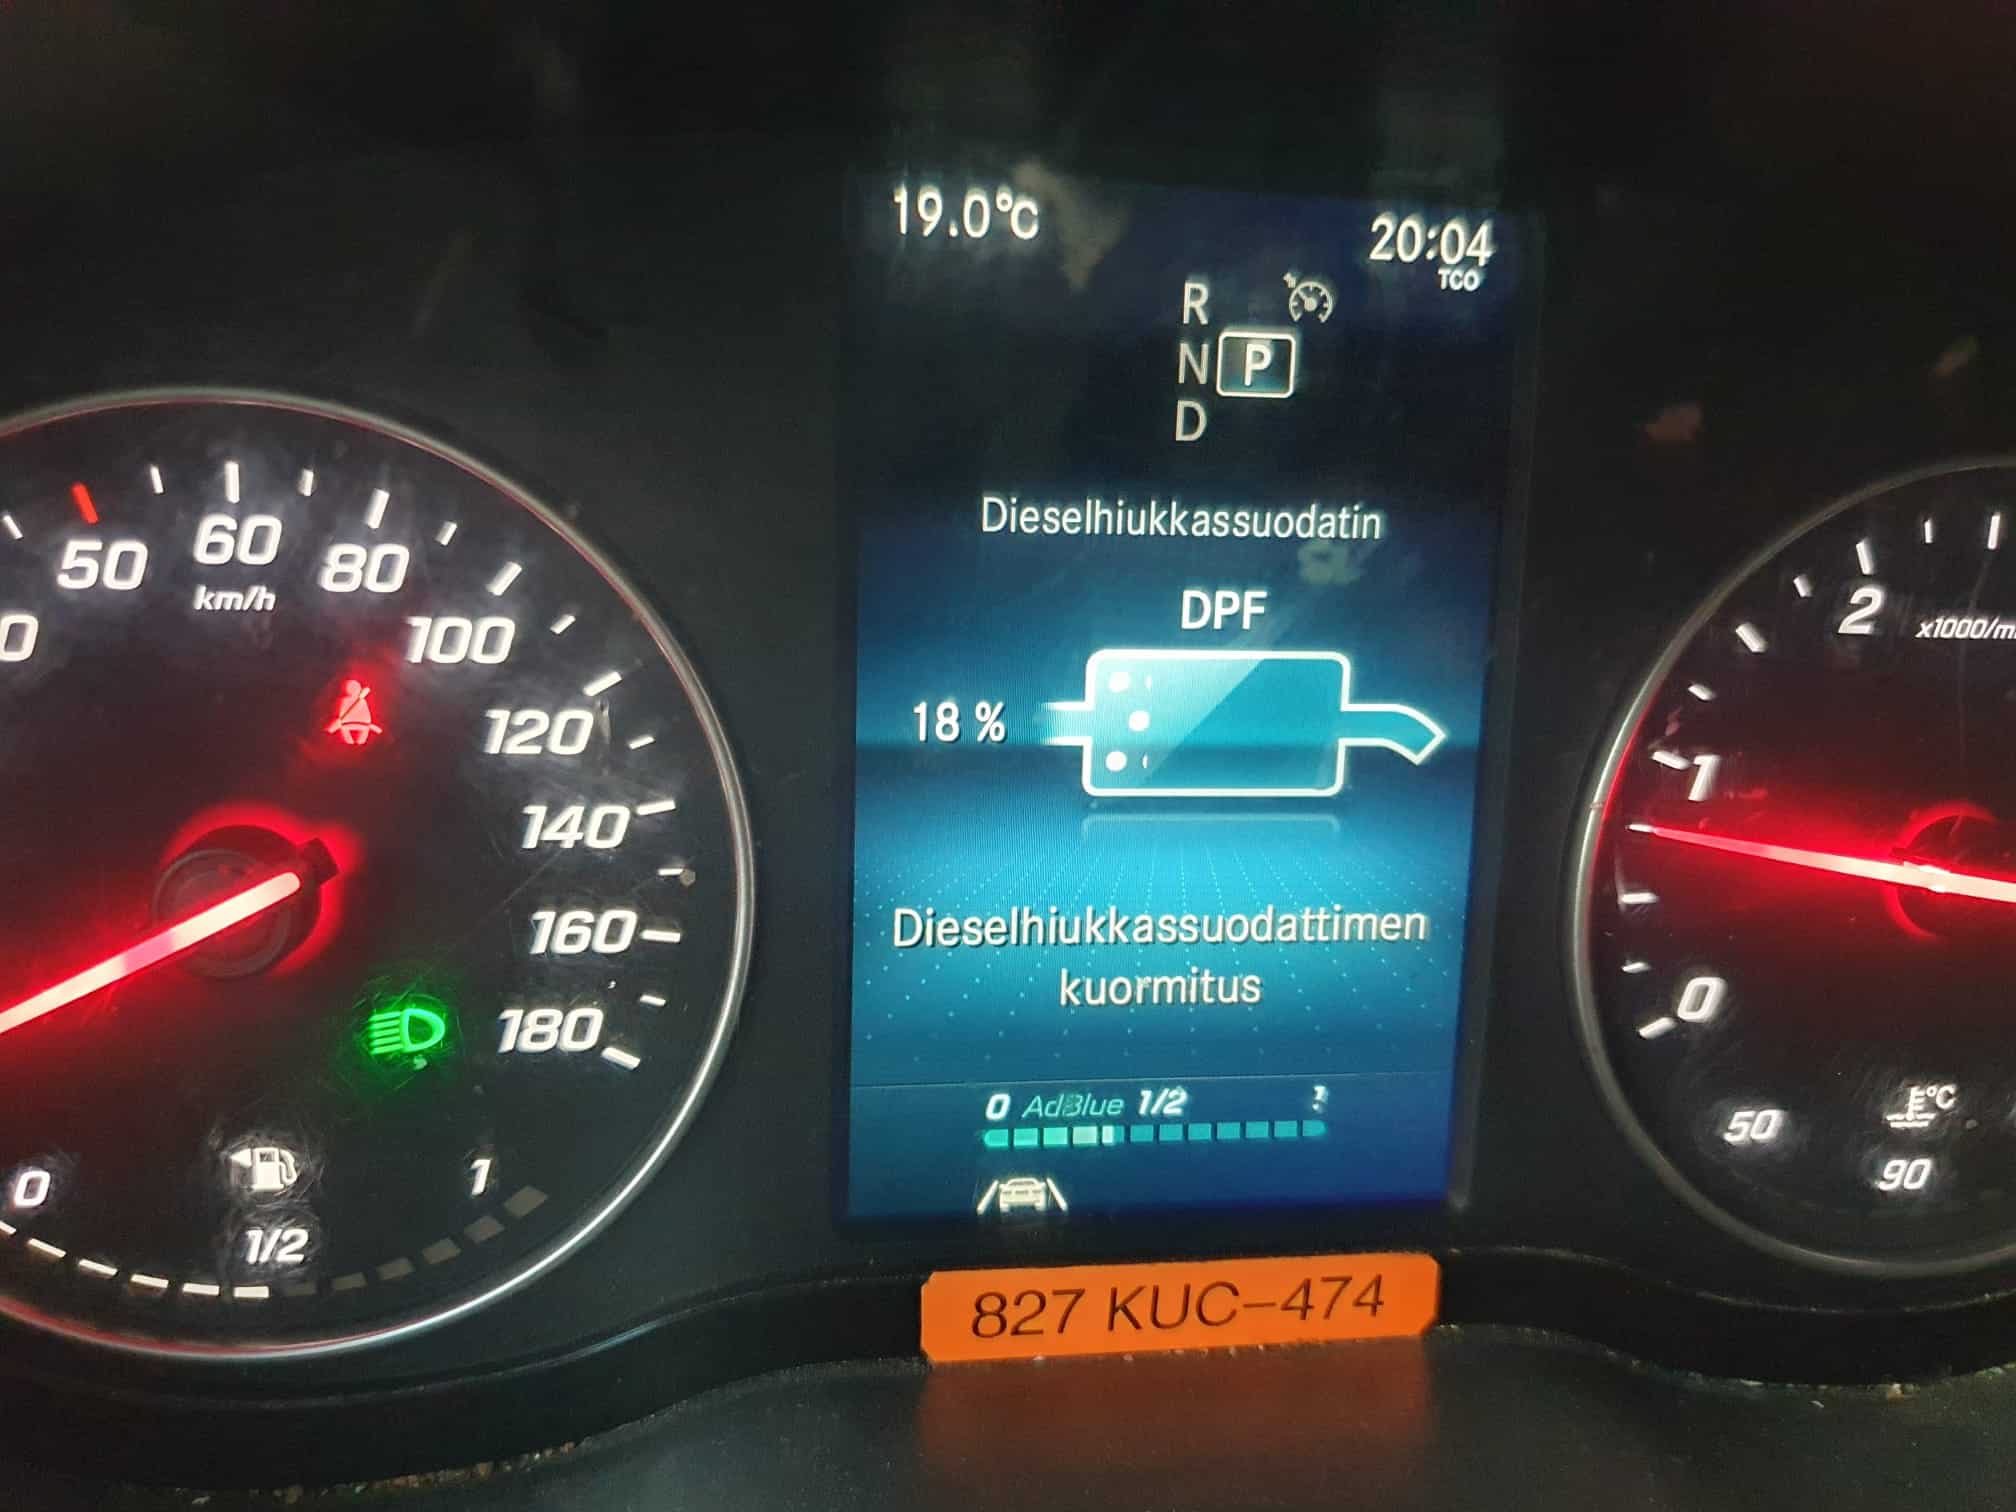 19.0°C
20:04
TCO
R
N P
D
Dieselhiukkassuodatin
DPF
18 %
Dieselhiukkassuodattimen
kuormitus
0 AdBlue 1/2
827 KUC-474
50
60
80
km/h
100
120
140
160
180
0
1/2
1
2
1
0
50
°C
90